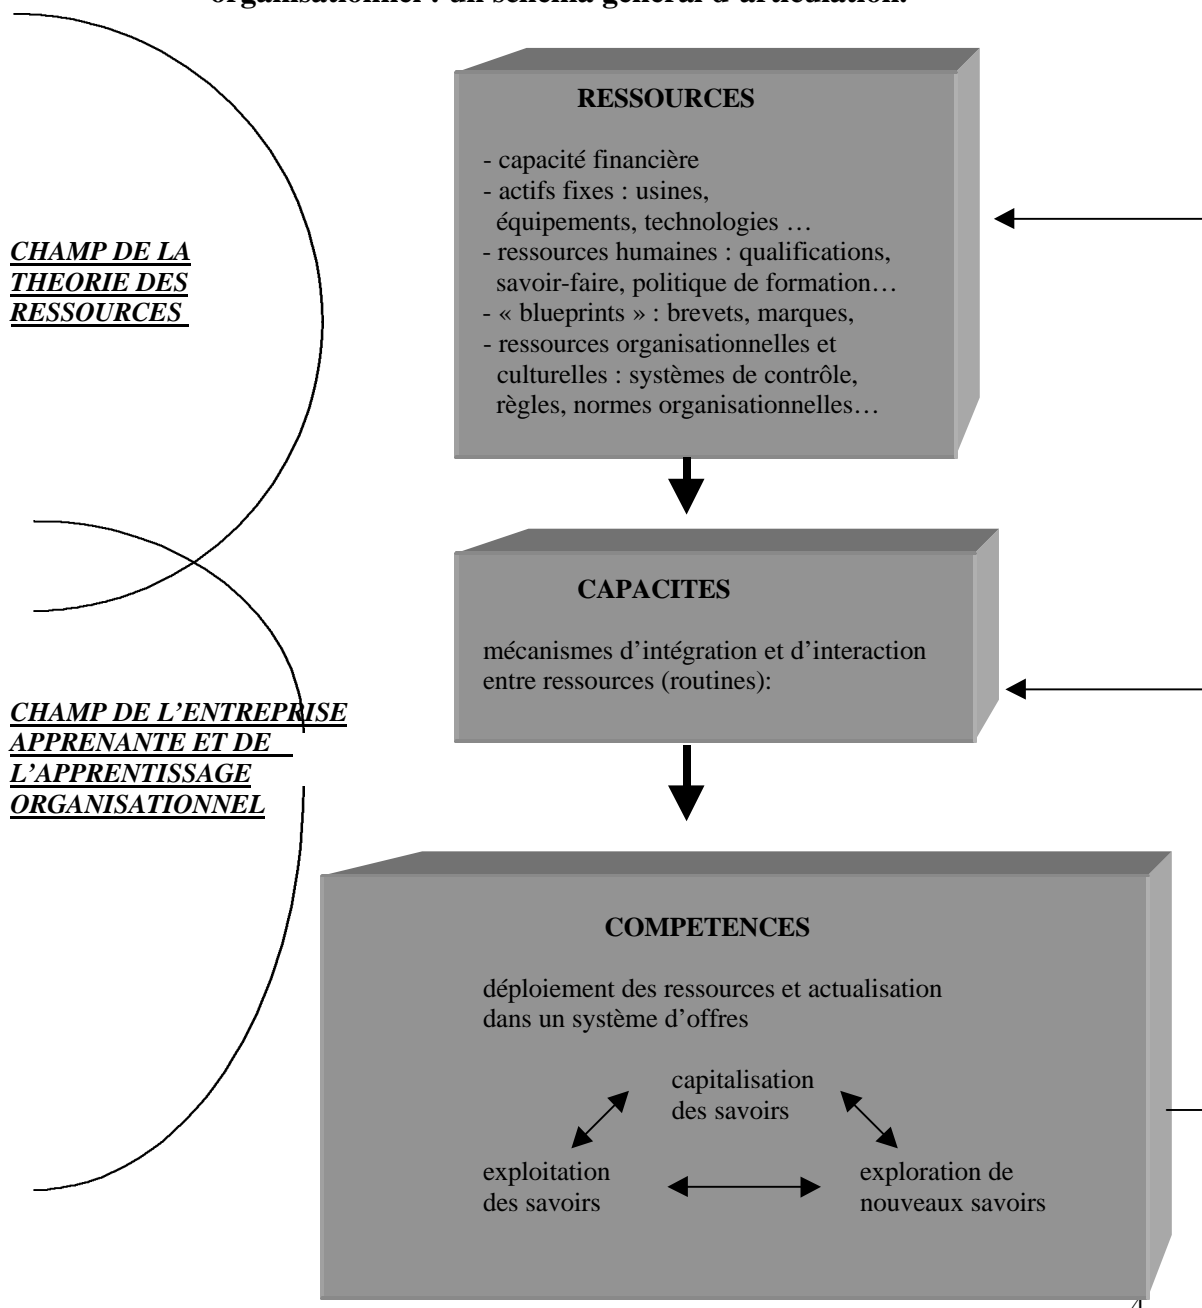 organisationnel : un schéma général d'articulation.
RESSOURCES
- capacité financière
- actifs fixes : usines,
équipements, technologies …
- ressources humaines : qualifications,
savoir-faire, politique de formation…
- « blueprints » : brevets, marques,
- ressources organisationnelles et
culturelles : systèmes de contrôle,
règles, normes organisationnelles…
CHAMP DE LA
THEORIE DES
RESSOURCES
CAPACITES
mécanismes d’intégration et d’interaction
entre ressources (routines):
CHAMP DE L’ENTREPRISE
APPRENANTE ET DE
L’APPRENTISSAGE
ORGANISATIONNEL
COMPETENCES
déploiement des ressources et actualisation
dans un système d’offres
capitalisation
des savoirs
exploitation
des savoirs
exploration de
nouveaux savoirs